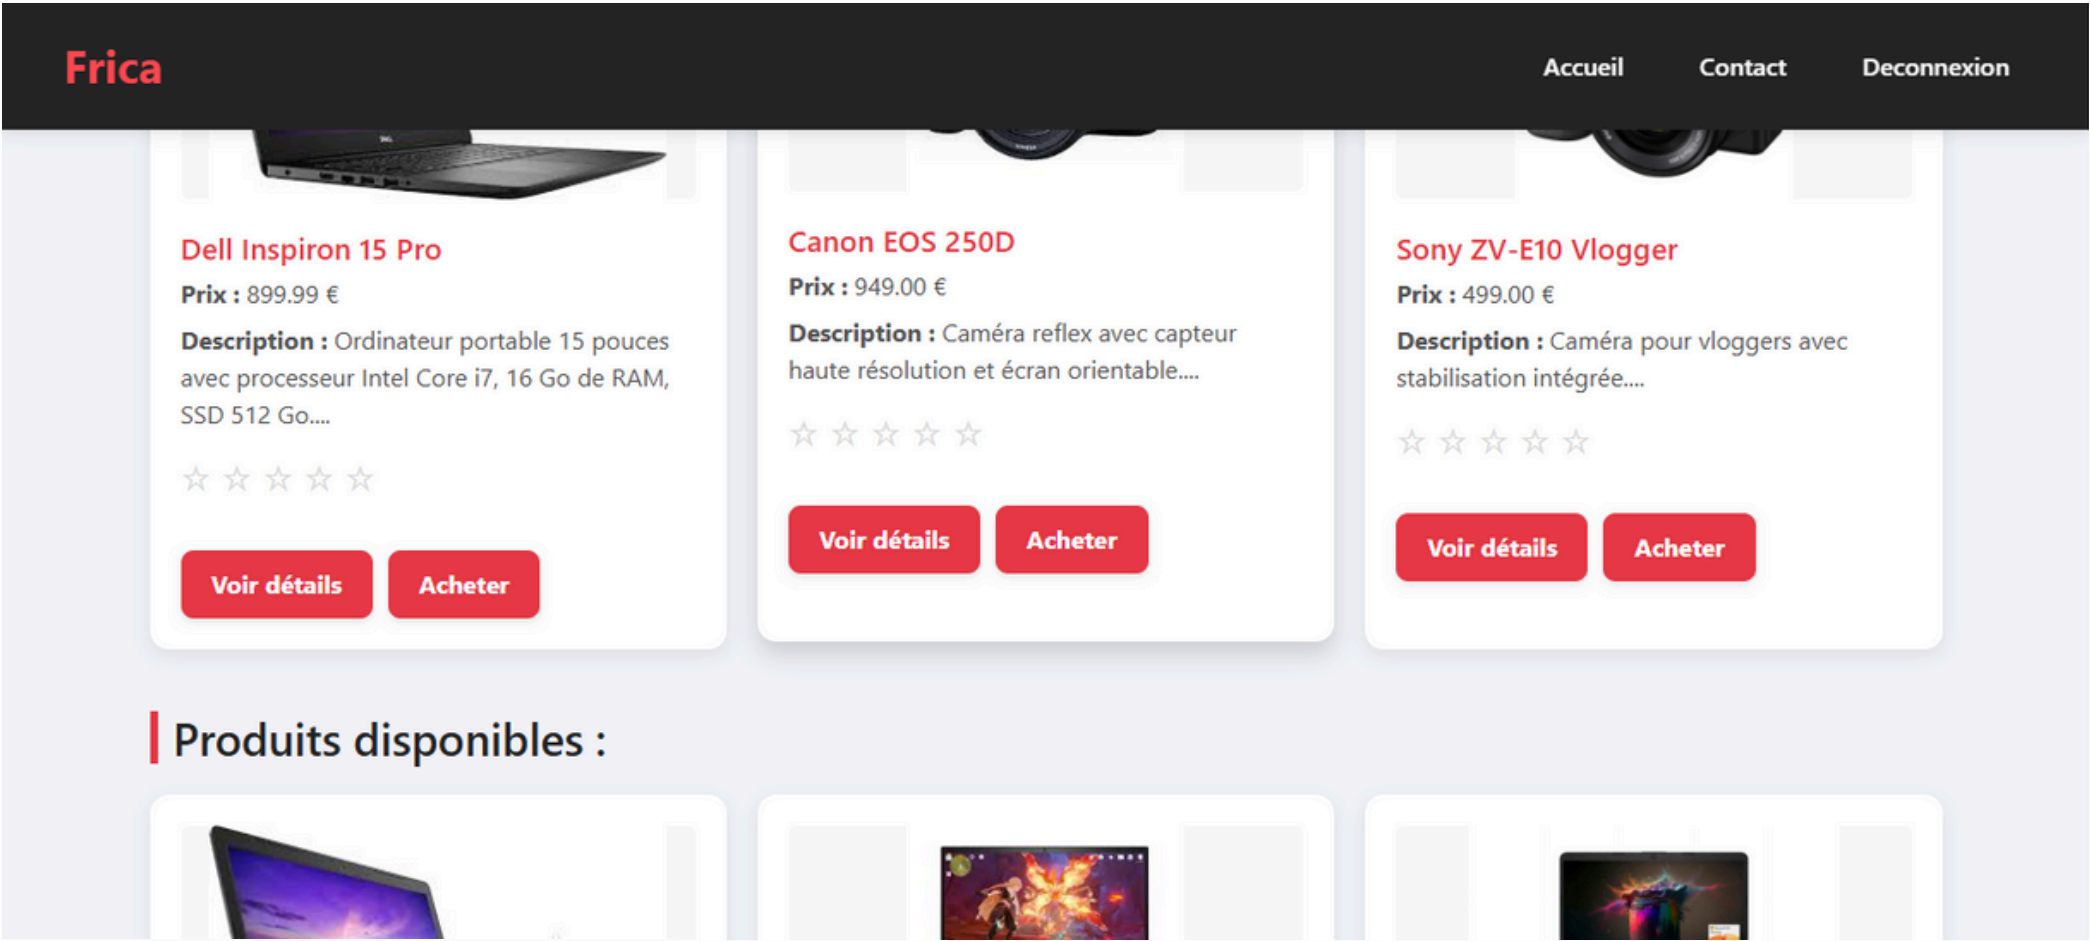 Frica
Accueil
Contact
Deconnexion
Dell Inspiron 15 Pro
Prix : 899.99 €
Description : Ordinateur portable 15 pouces
avec processeur Intel Core i7, 16 Go de RAM,
SSD 512 Go....
☆ ☆ ☆ ☆ ☆
Voir détails
Acheter
Canon EOS 250D
Prix : 949.00 €
Description : Caméra reflex avec capteur
haute résolution et écran orientable....
☆ ☆ ☆ ☆ ☆
Voir détails
Acheter
Sony ZV-E10 Vlogger
Prix : 499.00 €
Description : Caméra pour vloggers avec
stabilisation intégrée....
☆ ☆ ☆ ☆ ☆
Voir détails
Acheter
Produits disponibles :